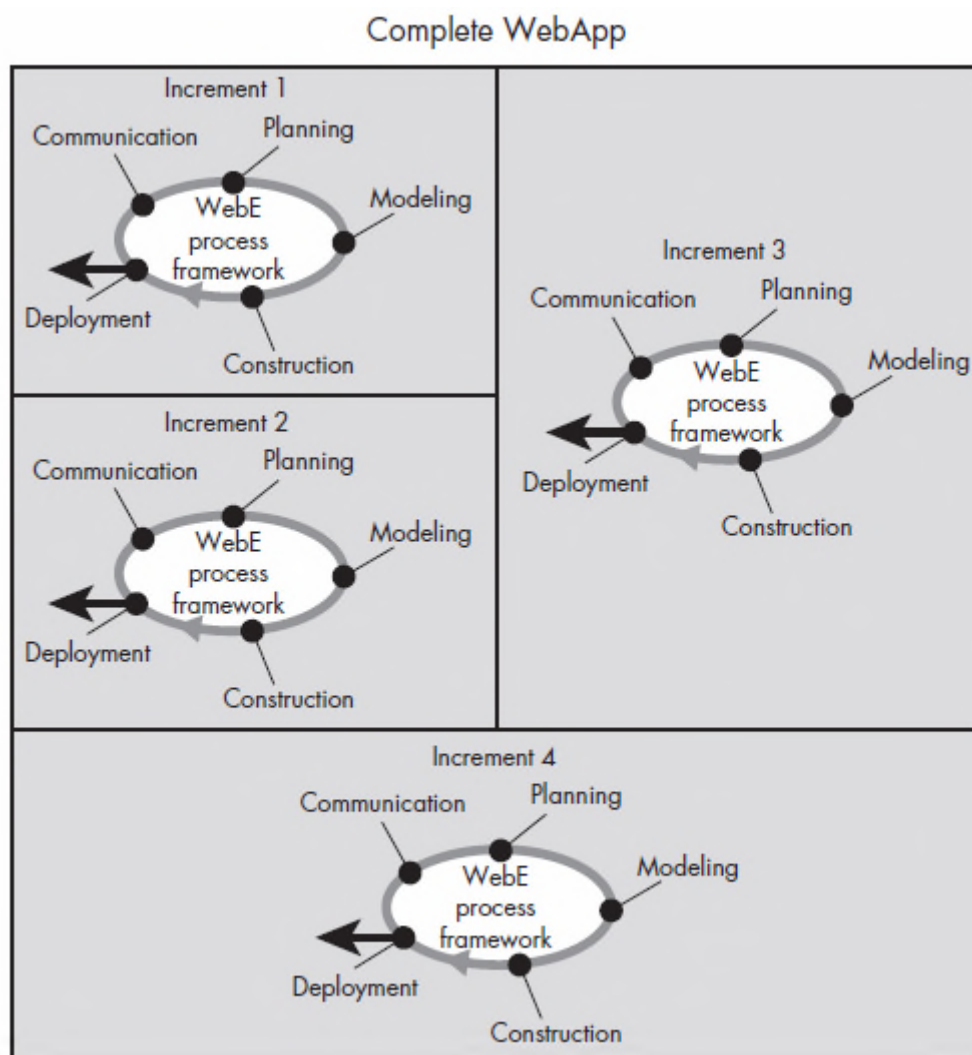 Complete WebApp
Increment 1
Communication
Planning
Modeling
WebE
process
framework
Deployment
Construction
Increment 2
Communication
Planning
Modeling
WebE
process
framework
Deployment
Construction
Increment 3
Communication
Planning
Modeling
WebE
process
framework
Deployment
Construction
Increment 4
Communication
Planning
Modeling
WebE
process
framework
Deployment
Construction